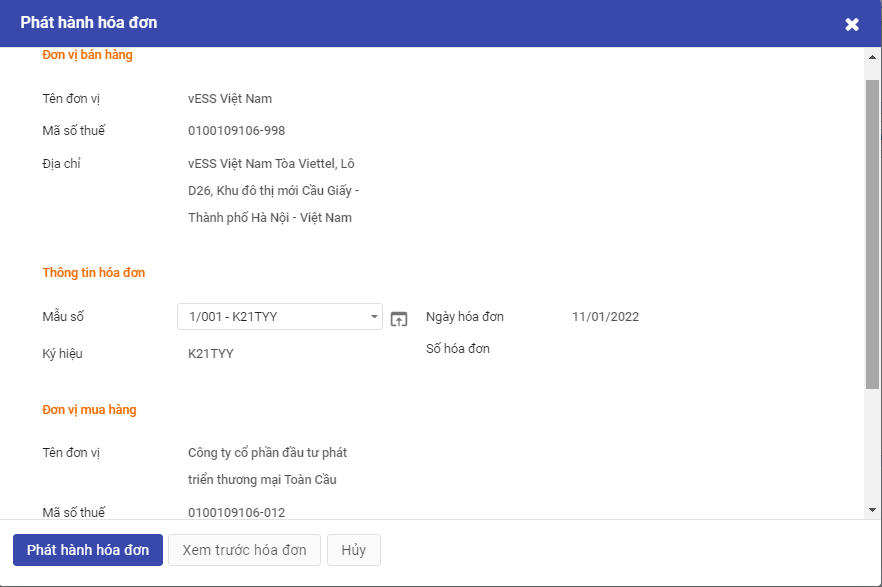 Phát hành hóa đơn
Đơn vị bán hàng
Tên đơn vị vESS Việt Nam
Mã số thuế 0100109106-998
Địa chỉ vESS Việt Nam Tòa Viettel, Lô
D26, Khu đô thị mới Cầu Giấy -
Thành phố Hà Nội - Việt Nam
Thông tin hóa đơn
Mẫu số 1/001 - K21TYY Ngày hóa đơn 11/01/2022
Ký hiệu K21TYY Số hóa đơn
Đơn vị mua hàng
Tên đơn vị Công ty cổ phần đầu tư phát
triển thương mại Toàn Cầu
Mã số thuế 0100109106-012
Phát hành hóa đơn Xem trước hóa đơn Hủy